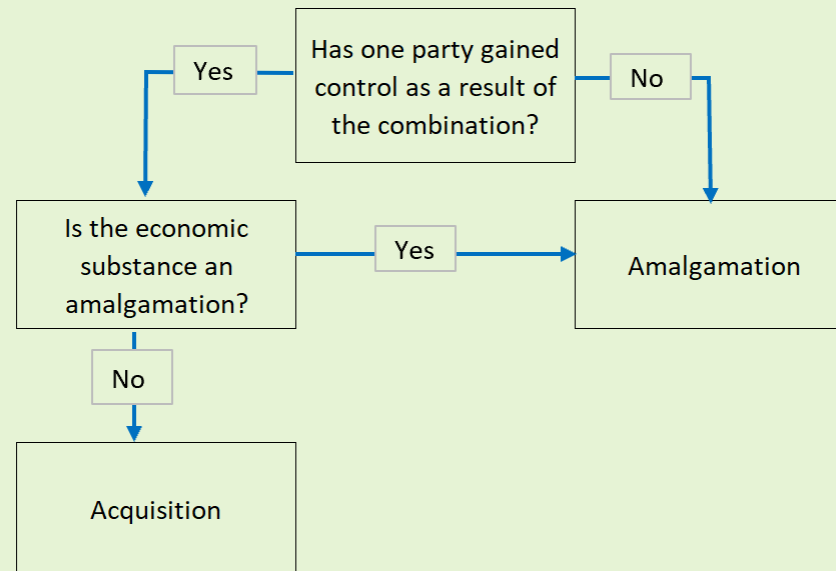 Has one party gained
control as a result of
the combination?
Yes
No
Is the economic
substance an
amalgamation?
Yes
Amalgamation
No
Acquisition